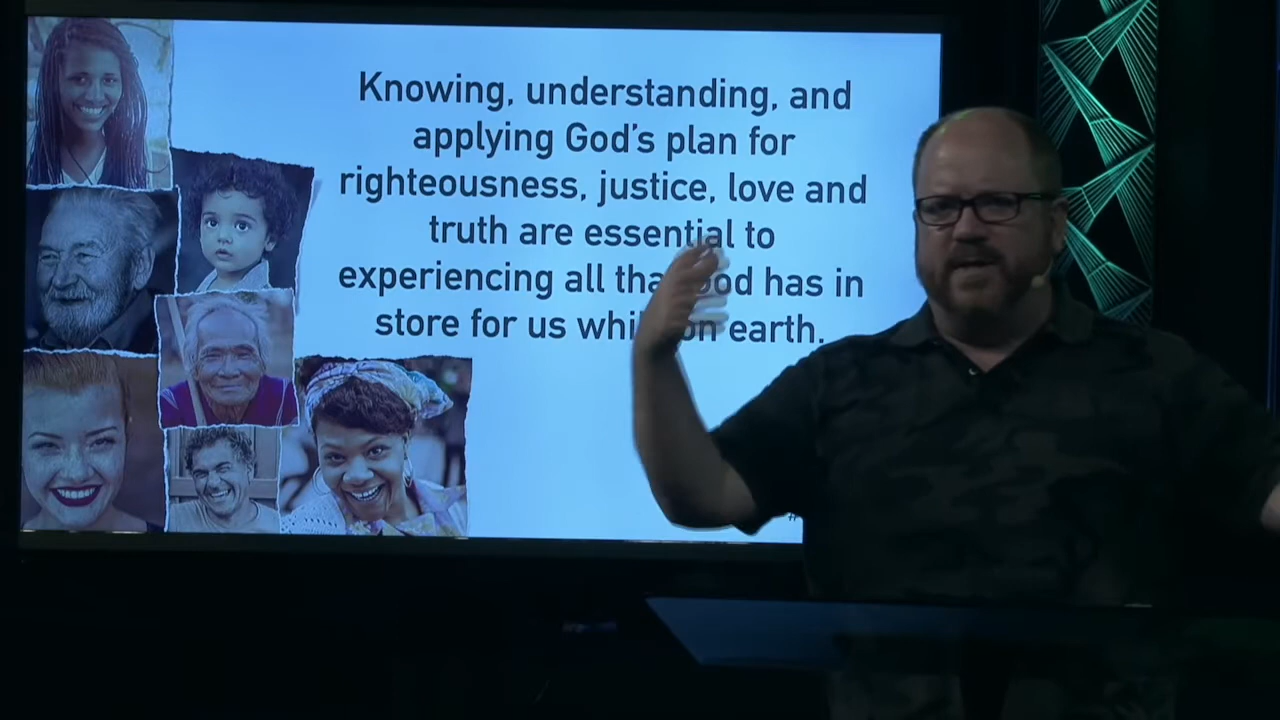 Knowing, understanding, and
applying God's plan for
righteousness, justice, love and
truth are essential to
experiencing all has in
store for us on earth.